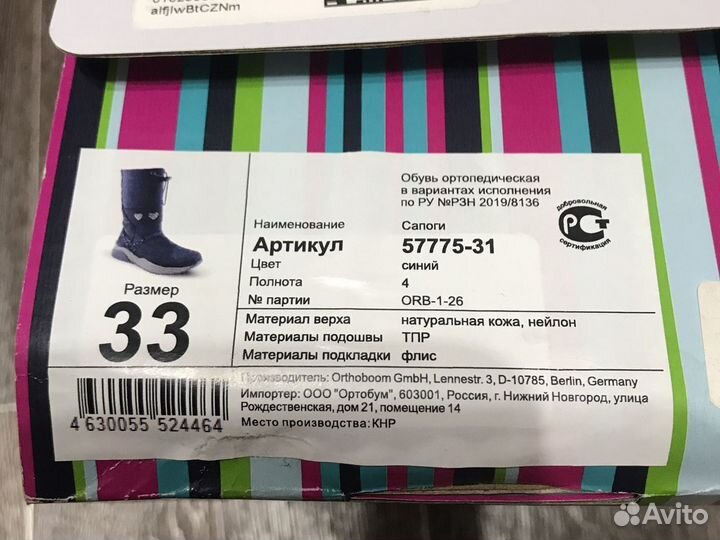 alfjIwBtCZNm
Обувь ортопедическая
в вариантах исполнения
по РУ №РЗН 2019/8136
добровольная
РСТ
сертификация
Наименование Сапоги
Артикул 57775-31
Цвет синий
Полнота 4
№ партии ORB-1-26
Размер
33
Материал верха натуральная кожа, нейлон
Материалы подошвы ТПР
Материалы подкладки флис
Производитель: Orthoboom GmbH, Lennestr. 3, D-10785, Berlin, Germany
Импортер: ООО "Ортобум", 603001, Россия, г. Нижний Новгород, улица
Рождественская, дом 21, помещение 14
Место производства: КНР
4 630055 524464
Avito